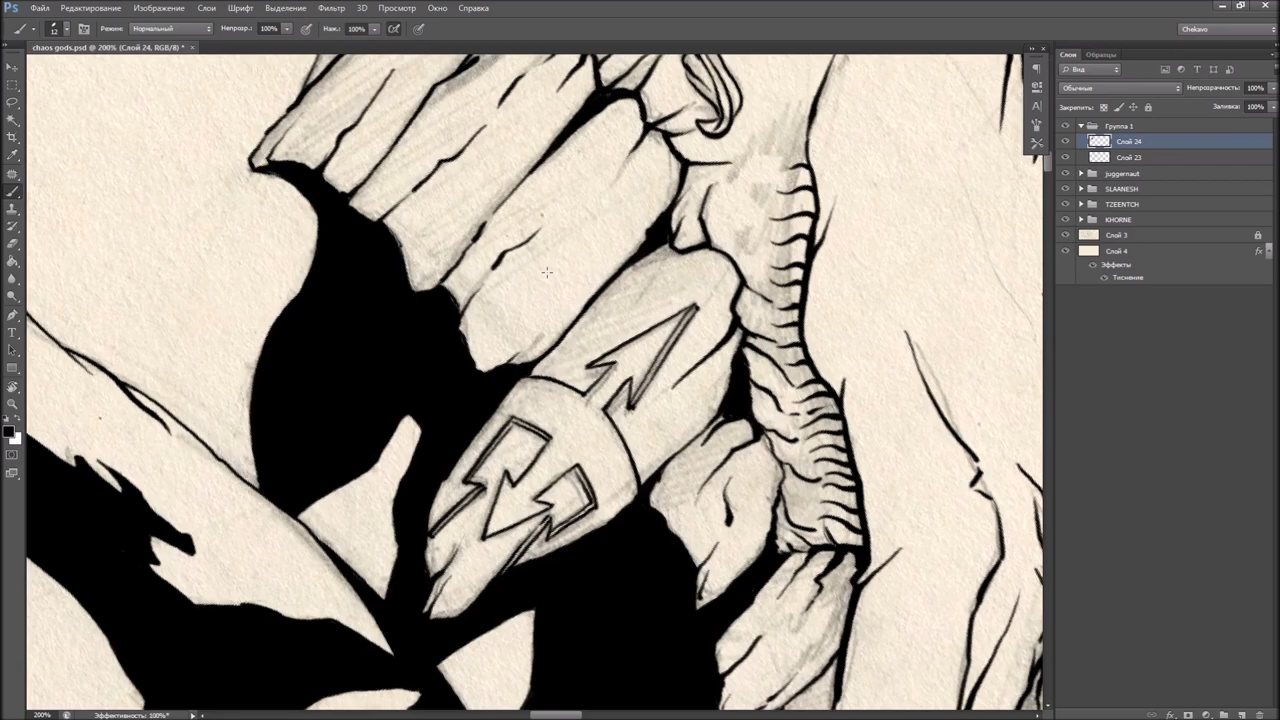 Ps Файл Редактирование Изображение Слои Шрифт Выделение Фильтр 3D Просмотр Окно Справка
12 Режим: Нормальный Непрозр.: 100% Наж.: 100% Chekavo
chaos gods.psd @ 200% (Слой 24, RGB/8) *
Слои Образцы
Вид
Обычные Непрозрачность: 100%
Закрепить: Заливка: 100%
Группа 1
Слой 24
Слой 23
juggernaut
SLAANESH
TZEENTCH
KHORNE
Слой 3
Слой 4 fx
Эффекты
Тиснение
200% Эффективность: 100%*